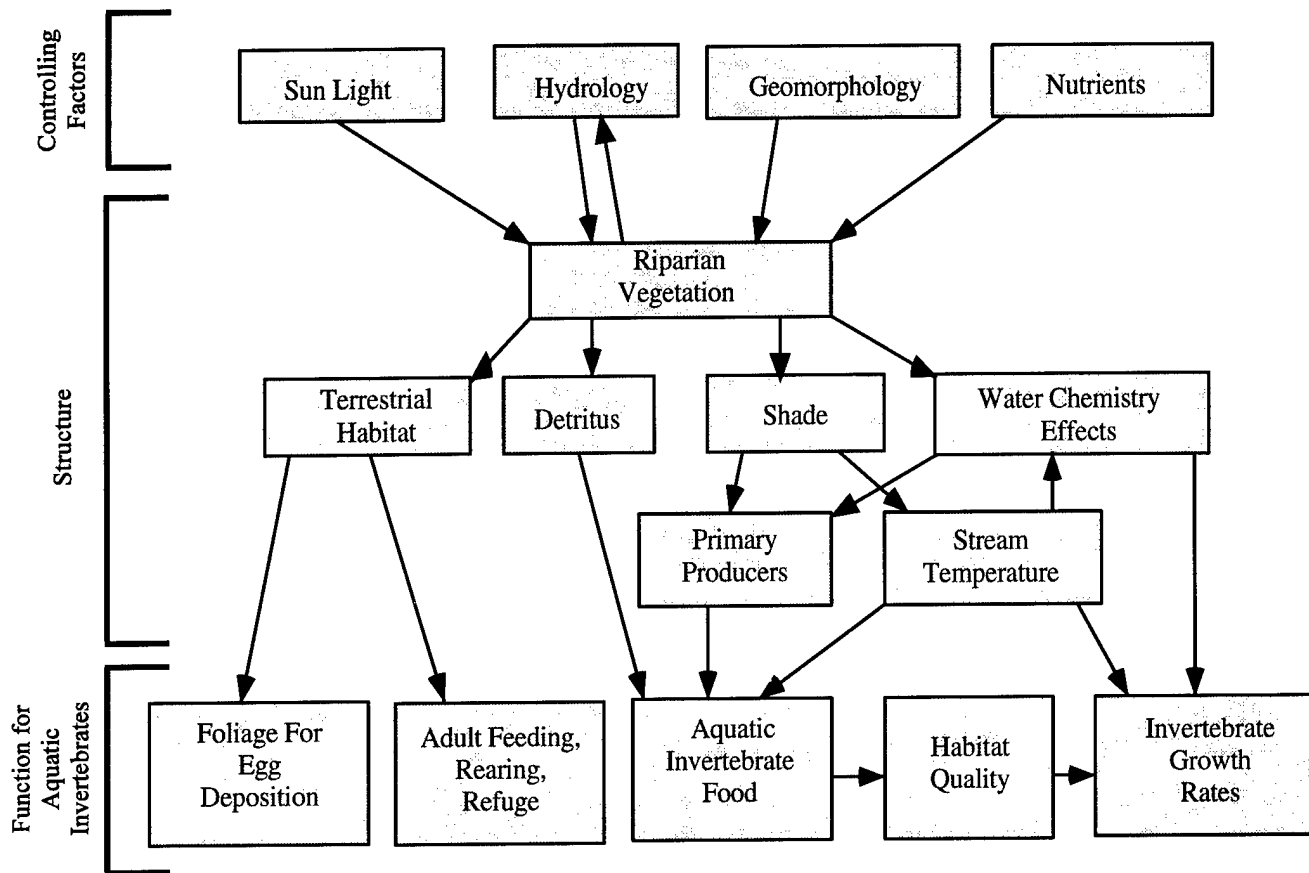 Controlling
Factors
Sun Light
Hydrology
Geomorphology
Nutrients
Structure
Riparian
Vegetation
Terrestrial
Habitat
Detritus
Shade
Water Chemistry
Effects
Primary
Producers
Stream
Temperature
Function for
Aquatic
Invertebrates
Foliage For
Egg
Deposition
Adult Feeding,
Rearing,
Refuge
Aquatic
Invertebrate
Food
Habitat
Quality
Invertebrate
Growth
Rates